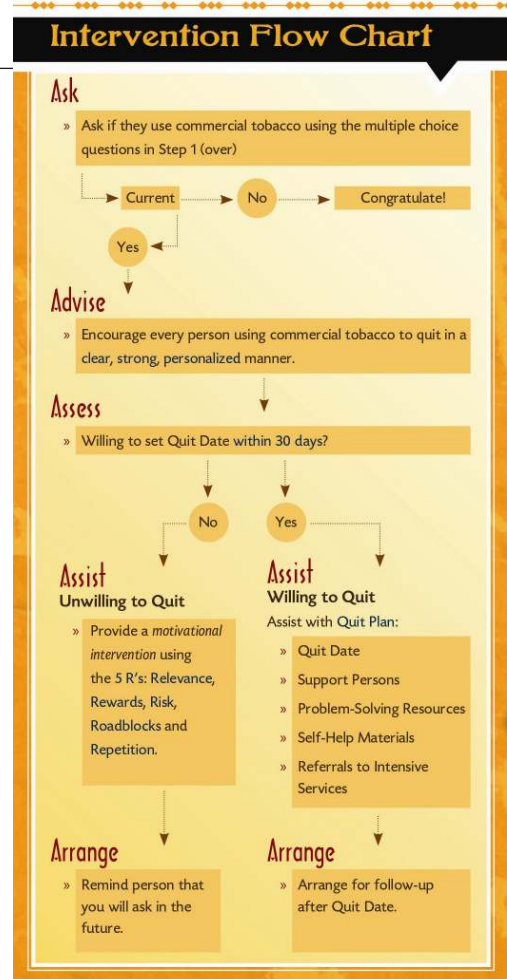 Intervention Flow Chart
Ask
» Ask if they use commercial tobacco using the multiple choice
questions in Step 1 (over)
Current
No
Congratulate!
Yes
Advise
» Encourage every person using commercial tobacco to quit in a
clear, strong, personalized manner.
Assess
» Willing to set Quit Date within 30 days?
No
Yes
Assist
Unwilling to Quit
» Provide a motivational
intervention using
the 5 R's: Relevance,
Rewards, Risk,
Roadblocks and
Repetition.
Assist
Willing to Quit
Assist with Quit Plan:
» Quit Date
» Support Persons
» Problem-Solving Resources
» Self-Help Materials
» Referrals to Intensive
Services
Arrange
» Remind person that
you will ask in the
future.
Arrange
» Arrange for follow-up
after Quit Date.